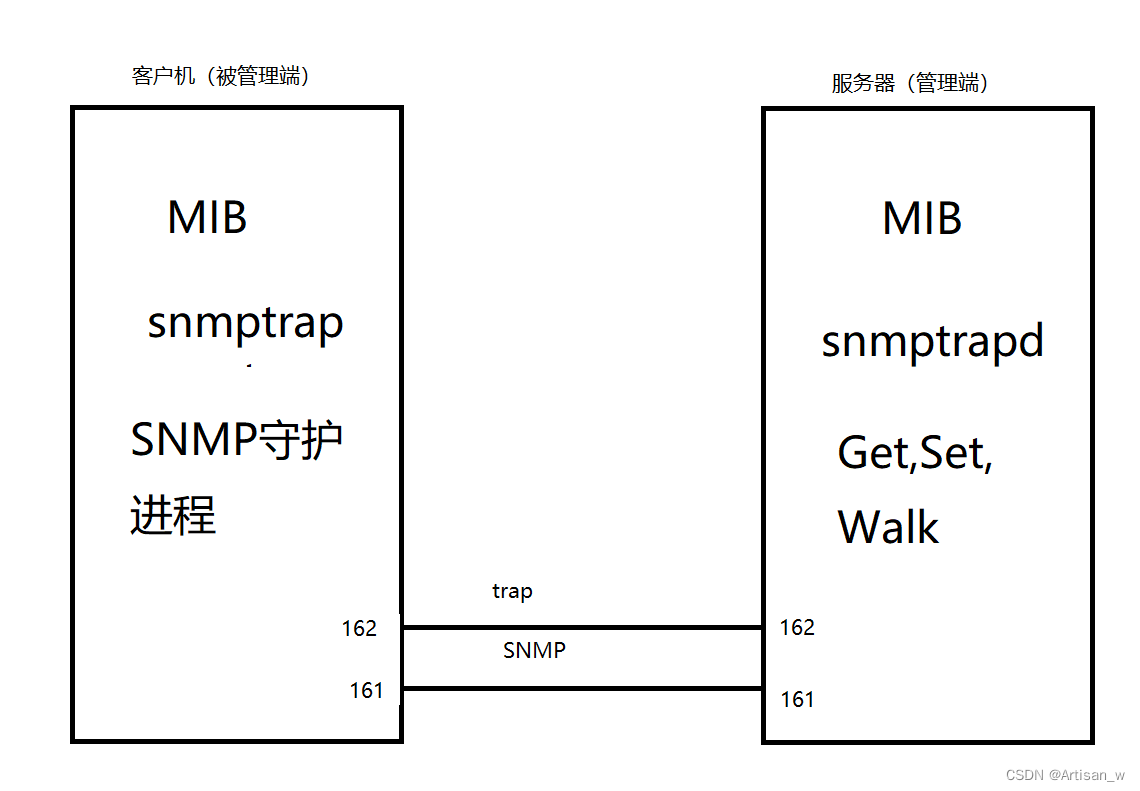 客户机（被管理端）
MIB
snmptrap
SNMP守护
进程
162
161
trap
SNMP
服务器（管理端）
MIB
snmptrapd
Get,Set,
Walk
162
161
CSDN @Artisan_w